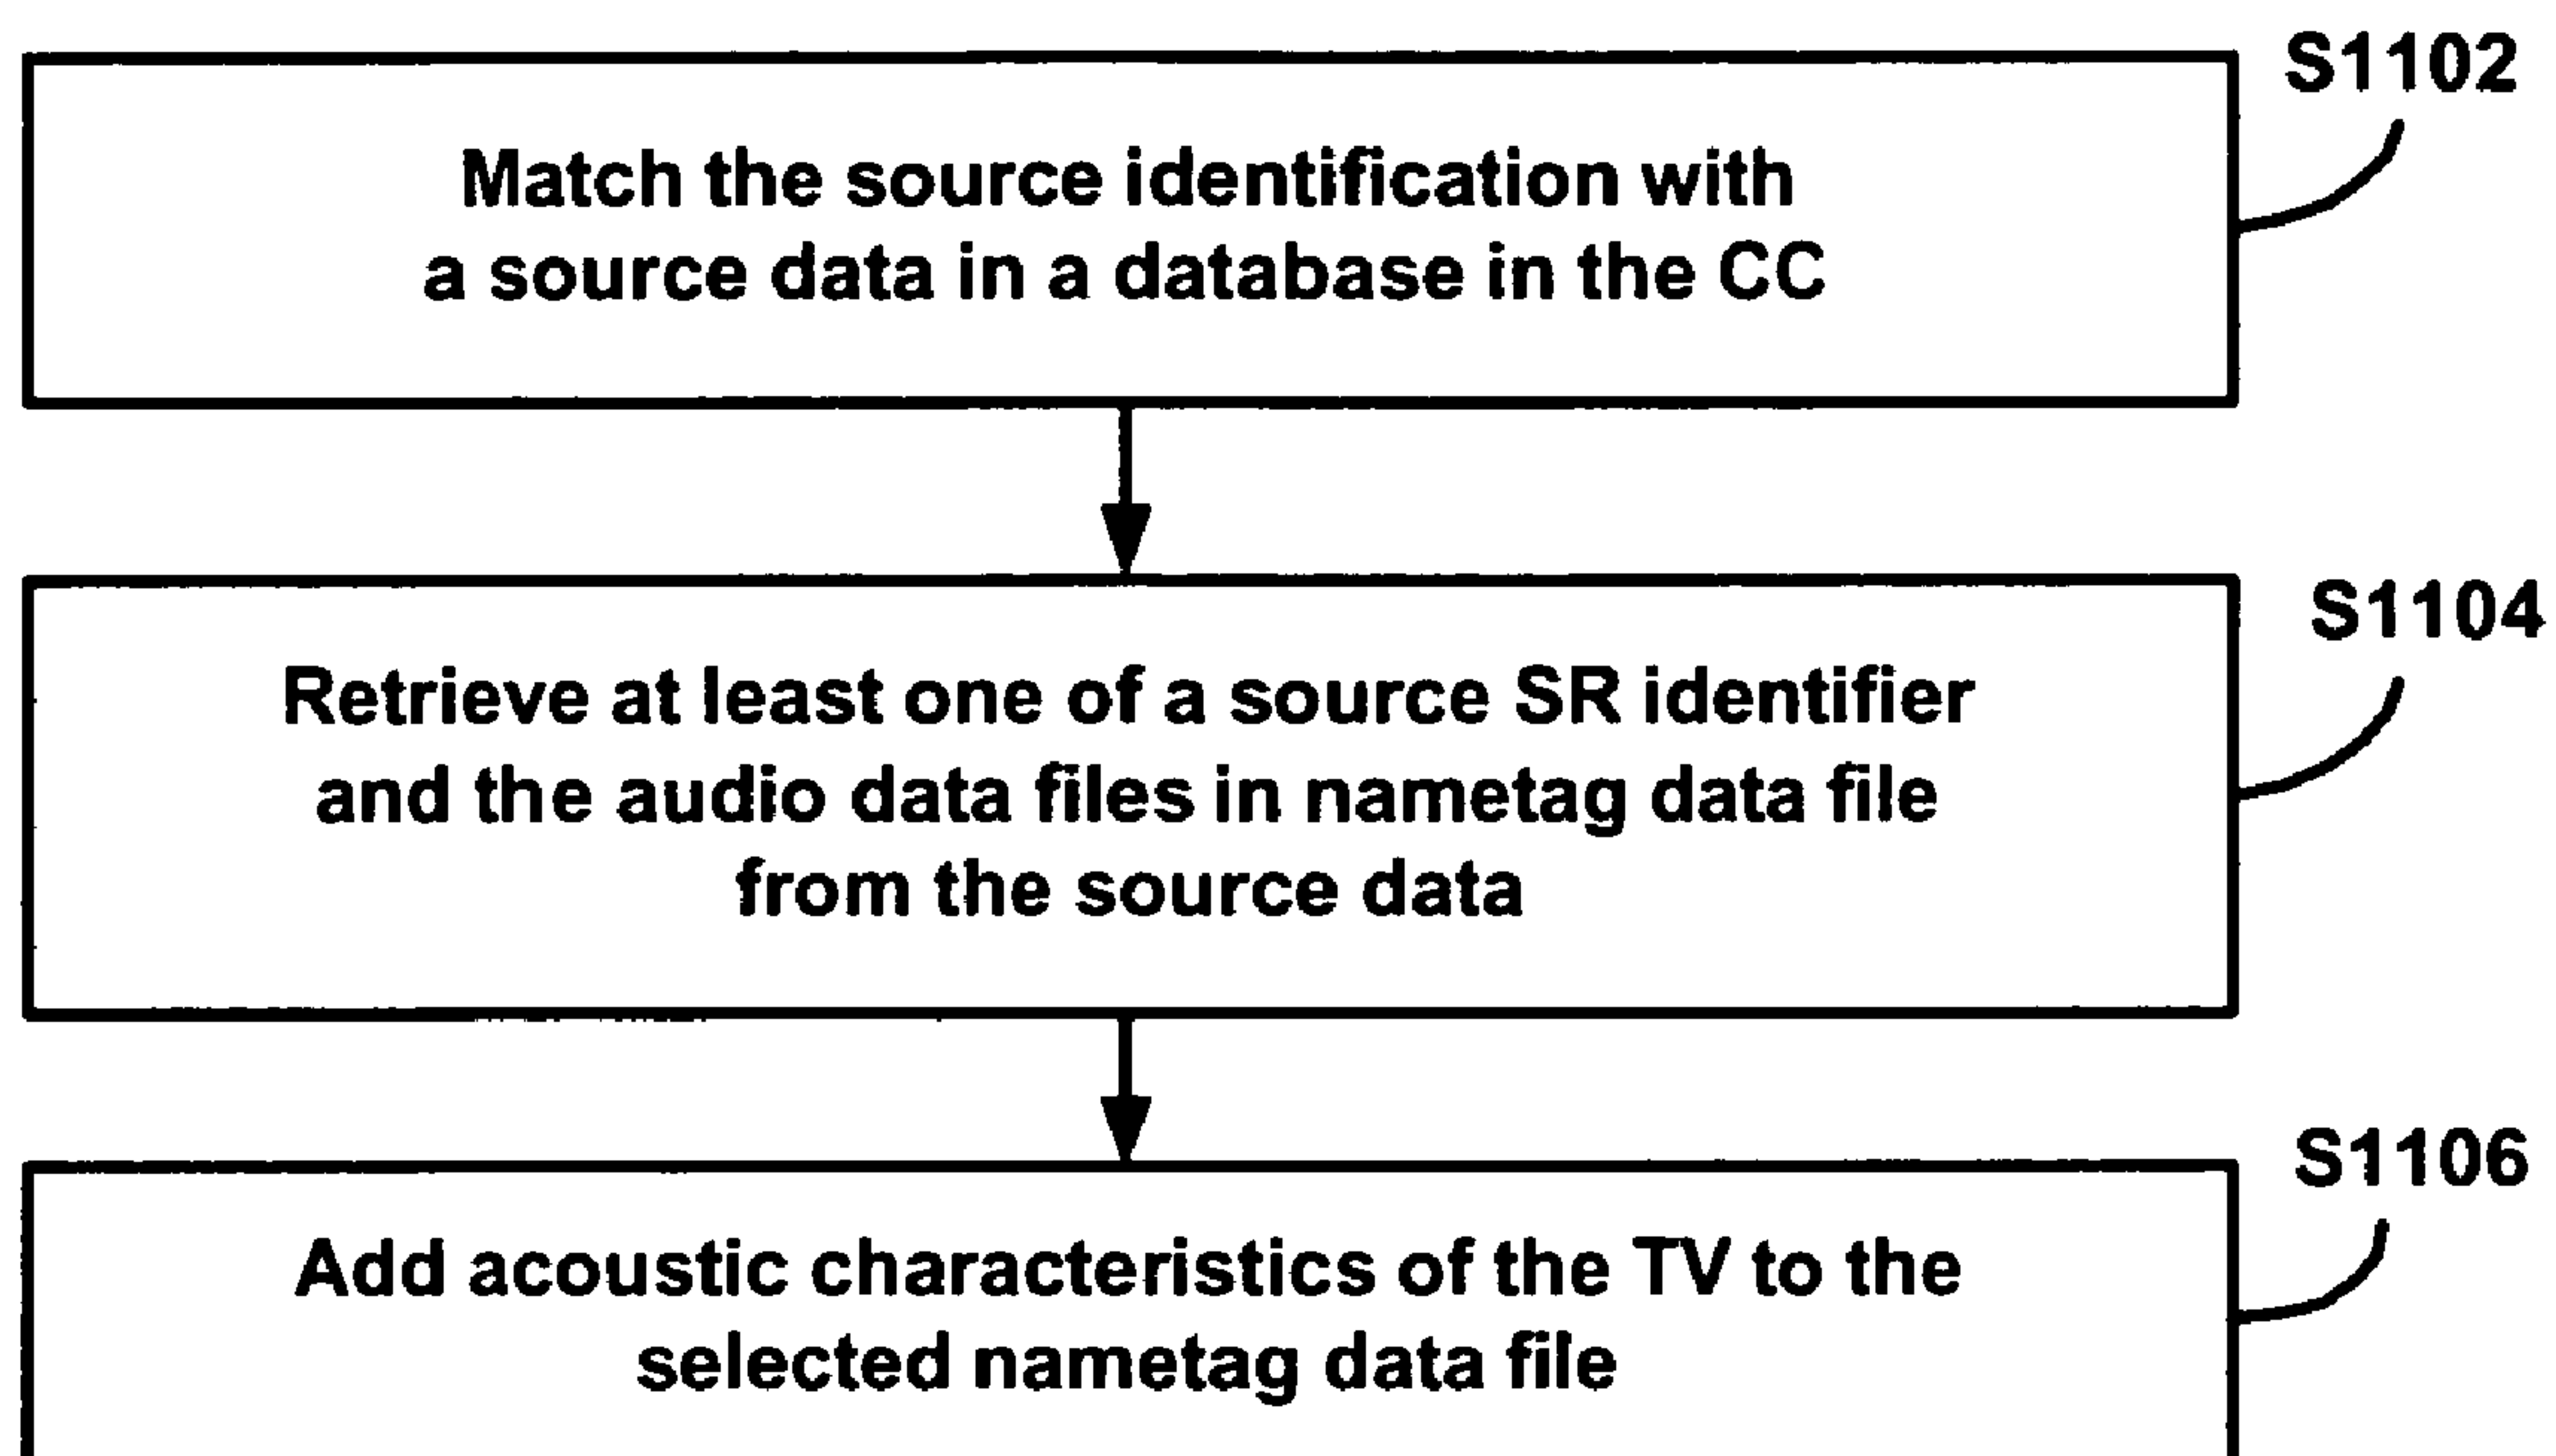 S1102
Match the source identification with
a source data in a database in the CC
S1104
Retrieve at least one of a source SR identifier
and the audio data files in nametag data file
from the source data
S1106
Add acoustic characteristics of the TV to the
selected nametag data file